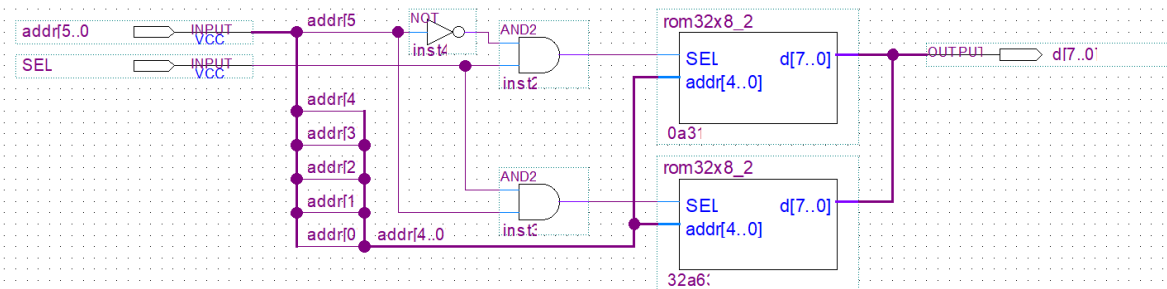 addr[5..0
INPUT
VCC
SEL
INPUT
VCC
addr[5
NOT
inst4
AND2
inst2
rom32x8_2
SEL
d[7..0]
addr[4..0]
0a31
OUTPUT
d[7..0]
addr[4
addr[3
addr[2
addr[1
addr[0
addr[4..0
AND2
inst3
rom32x8_2
SEL
d[7..0]
addr[4..0]
32a63